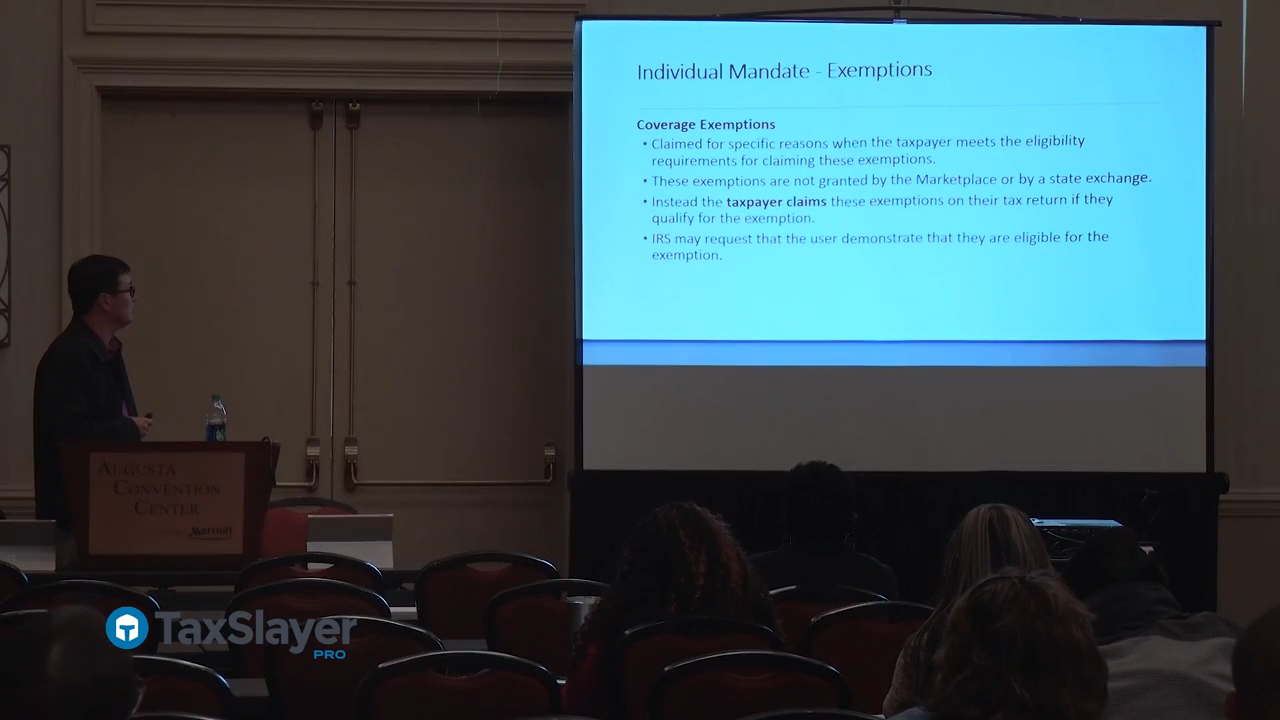 Individual Mandate - Exemptions
Coverage Exemptions
• Claimed for specific reasons when the taxpayer meets the eligibility
requirements for claiming these exemptions.
• These exemptions are not granted by the Marketplace or by a state exchange.
• Instead the taxpayer claims these exemptions on their tax return if they
qualify for the exemption.
• IRS may request that the user demonstrate that they are eligible for the
exemption.
AUGUSTA
CONVENTION
CENTER
Marriott
TaxSlayer
PRO